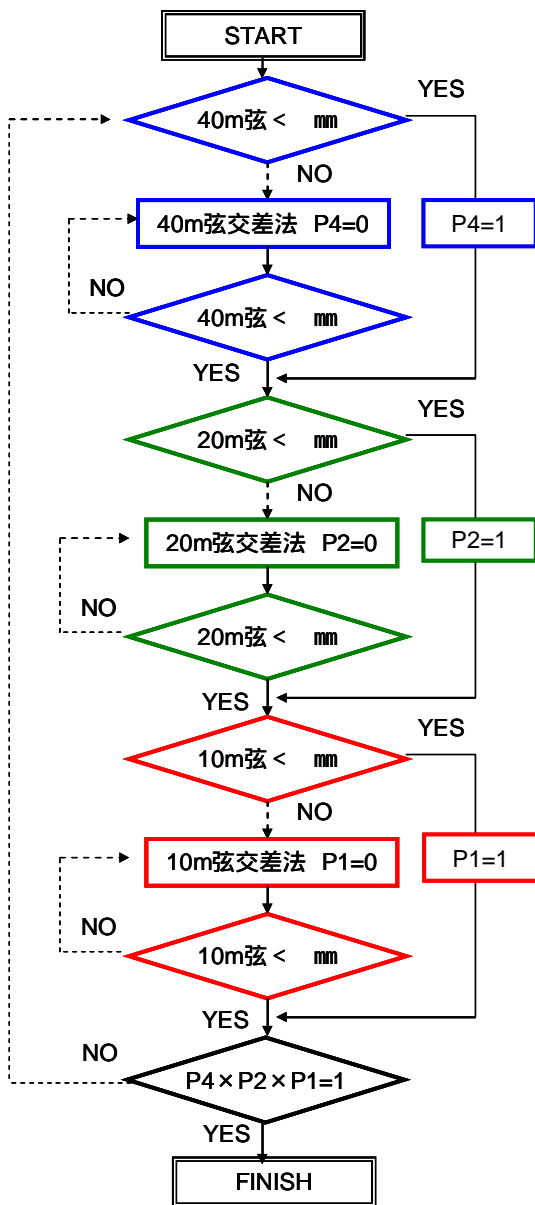 START
YES
40m弦< ㎜
NO
40m弦交差法 P4=0
P4=1
NO
40m弦< ㎜
YES
YES
20m弦< ㎜
NO
20m弦交差法 P2=0
P2=1
NO
20m弦< ㎜
YES
YES
10m弦< ㎜
NO
10m弦交差法 P1=0
P1=1
NO
10m弦< ㎜
YES
NO
P4×P2×P1=1
YES
FINISH